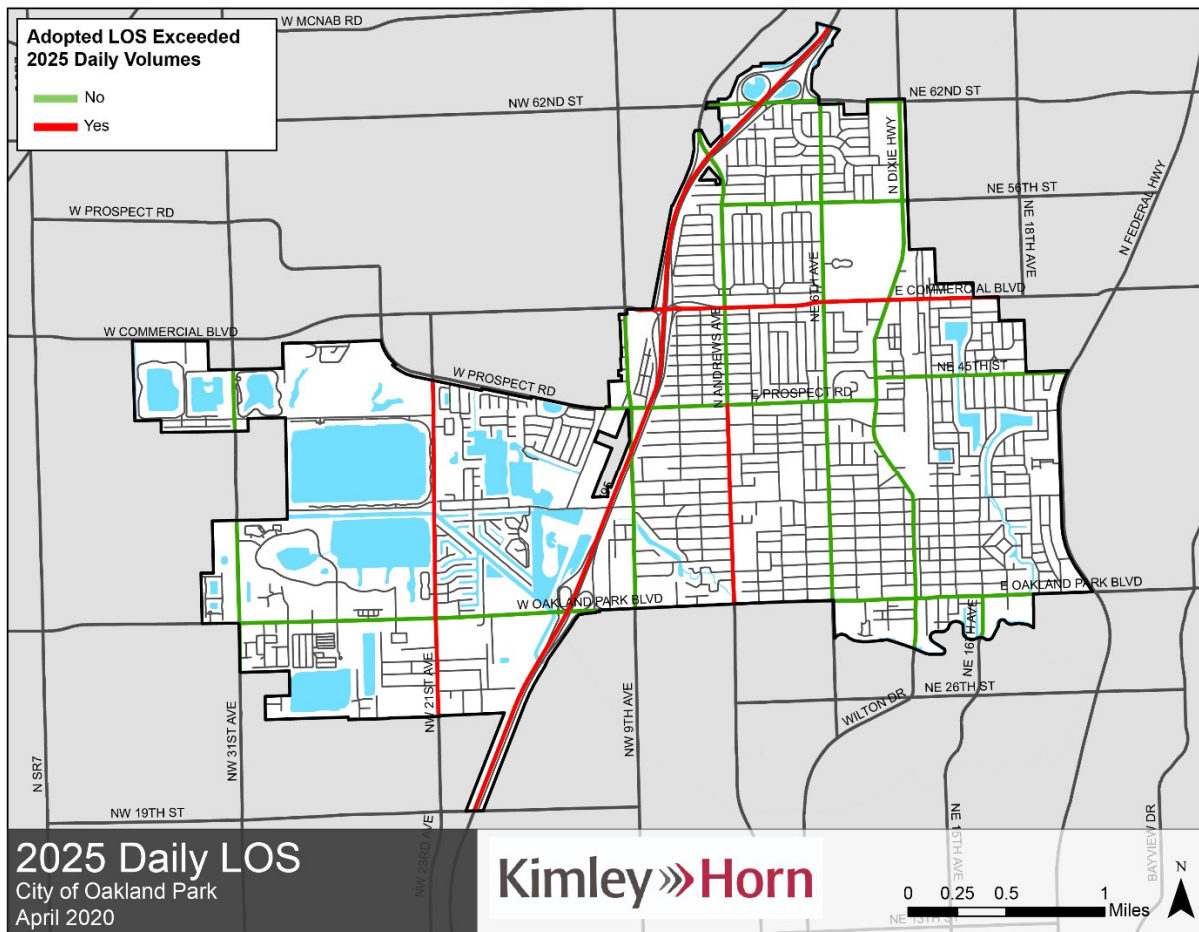 Adopted LOS Exceeded
2025 Daily Volumes
No
Yes
W MCNAB RD
NW 62ND ST
NE 62ND ST
N DIXIE HWY
NE 56TH ST
NE 18TH AVE
N FEDERAL HWY
W PROSPECT RD
NE 6TH AVE
E COMMERCIAL BLVD
W COMMERCIAL BLVD
N ANDREWS AVE
W PROSPECT RD
NE 45TH ST
E PROSPECT RD
95
E OAKLAND PARK BLVD
W OAKLAND PARK BLVD
NE 16TH AVE
NE 26TH ST
WILTON DR
NW 21ST AVE
NW 31ST AVE
NW 9TH AVE
N SR7
NW 19TH ST
NW 23RD AVE
NE 15TH AVE
BAYVIEW DR
2025 Daily LOS
City of Oakland Park
April 2020
Kimley»Horn
N
0 0.25 0.5 1
Miles
NE 13TH ST